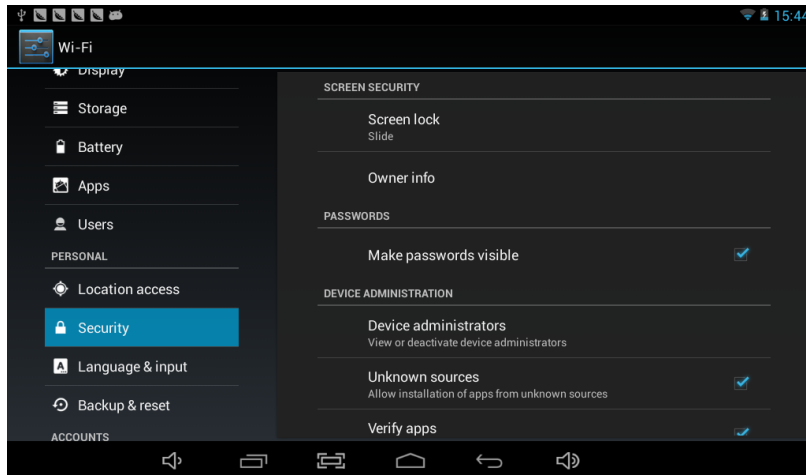 15:44
Wi-Fi
Display
Storage
Battery
Apps
Users
PERSONAL
Location access
Security
Language & input
Backup & reset
ACCOUNTS
SCREEN SECURITY
Screen lock
Slide
Owner info
PASSWORDS
Make passwords visible
DEVICE ADMINISTRATION
Device administrators
View or deactivate device administrators
Unknown sources
Allow installation of apps from unknown sources
Verify apps